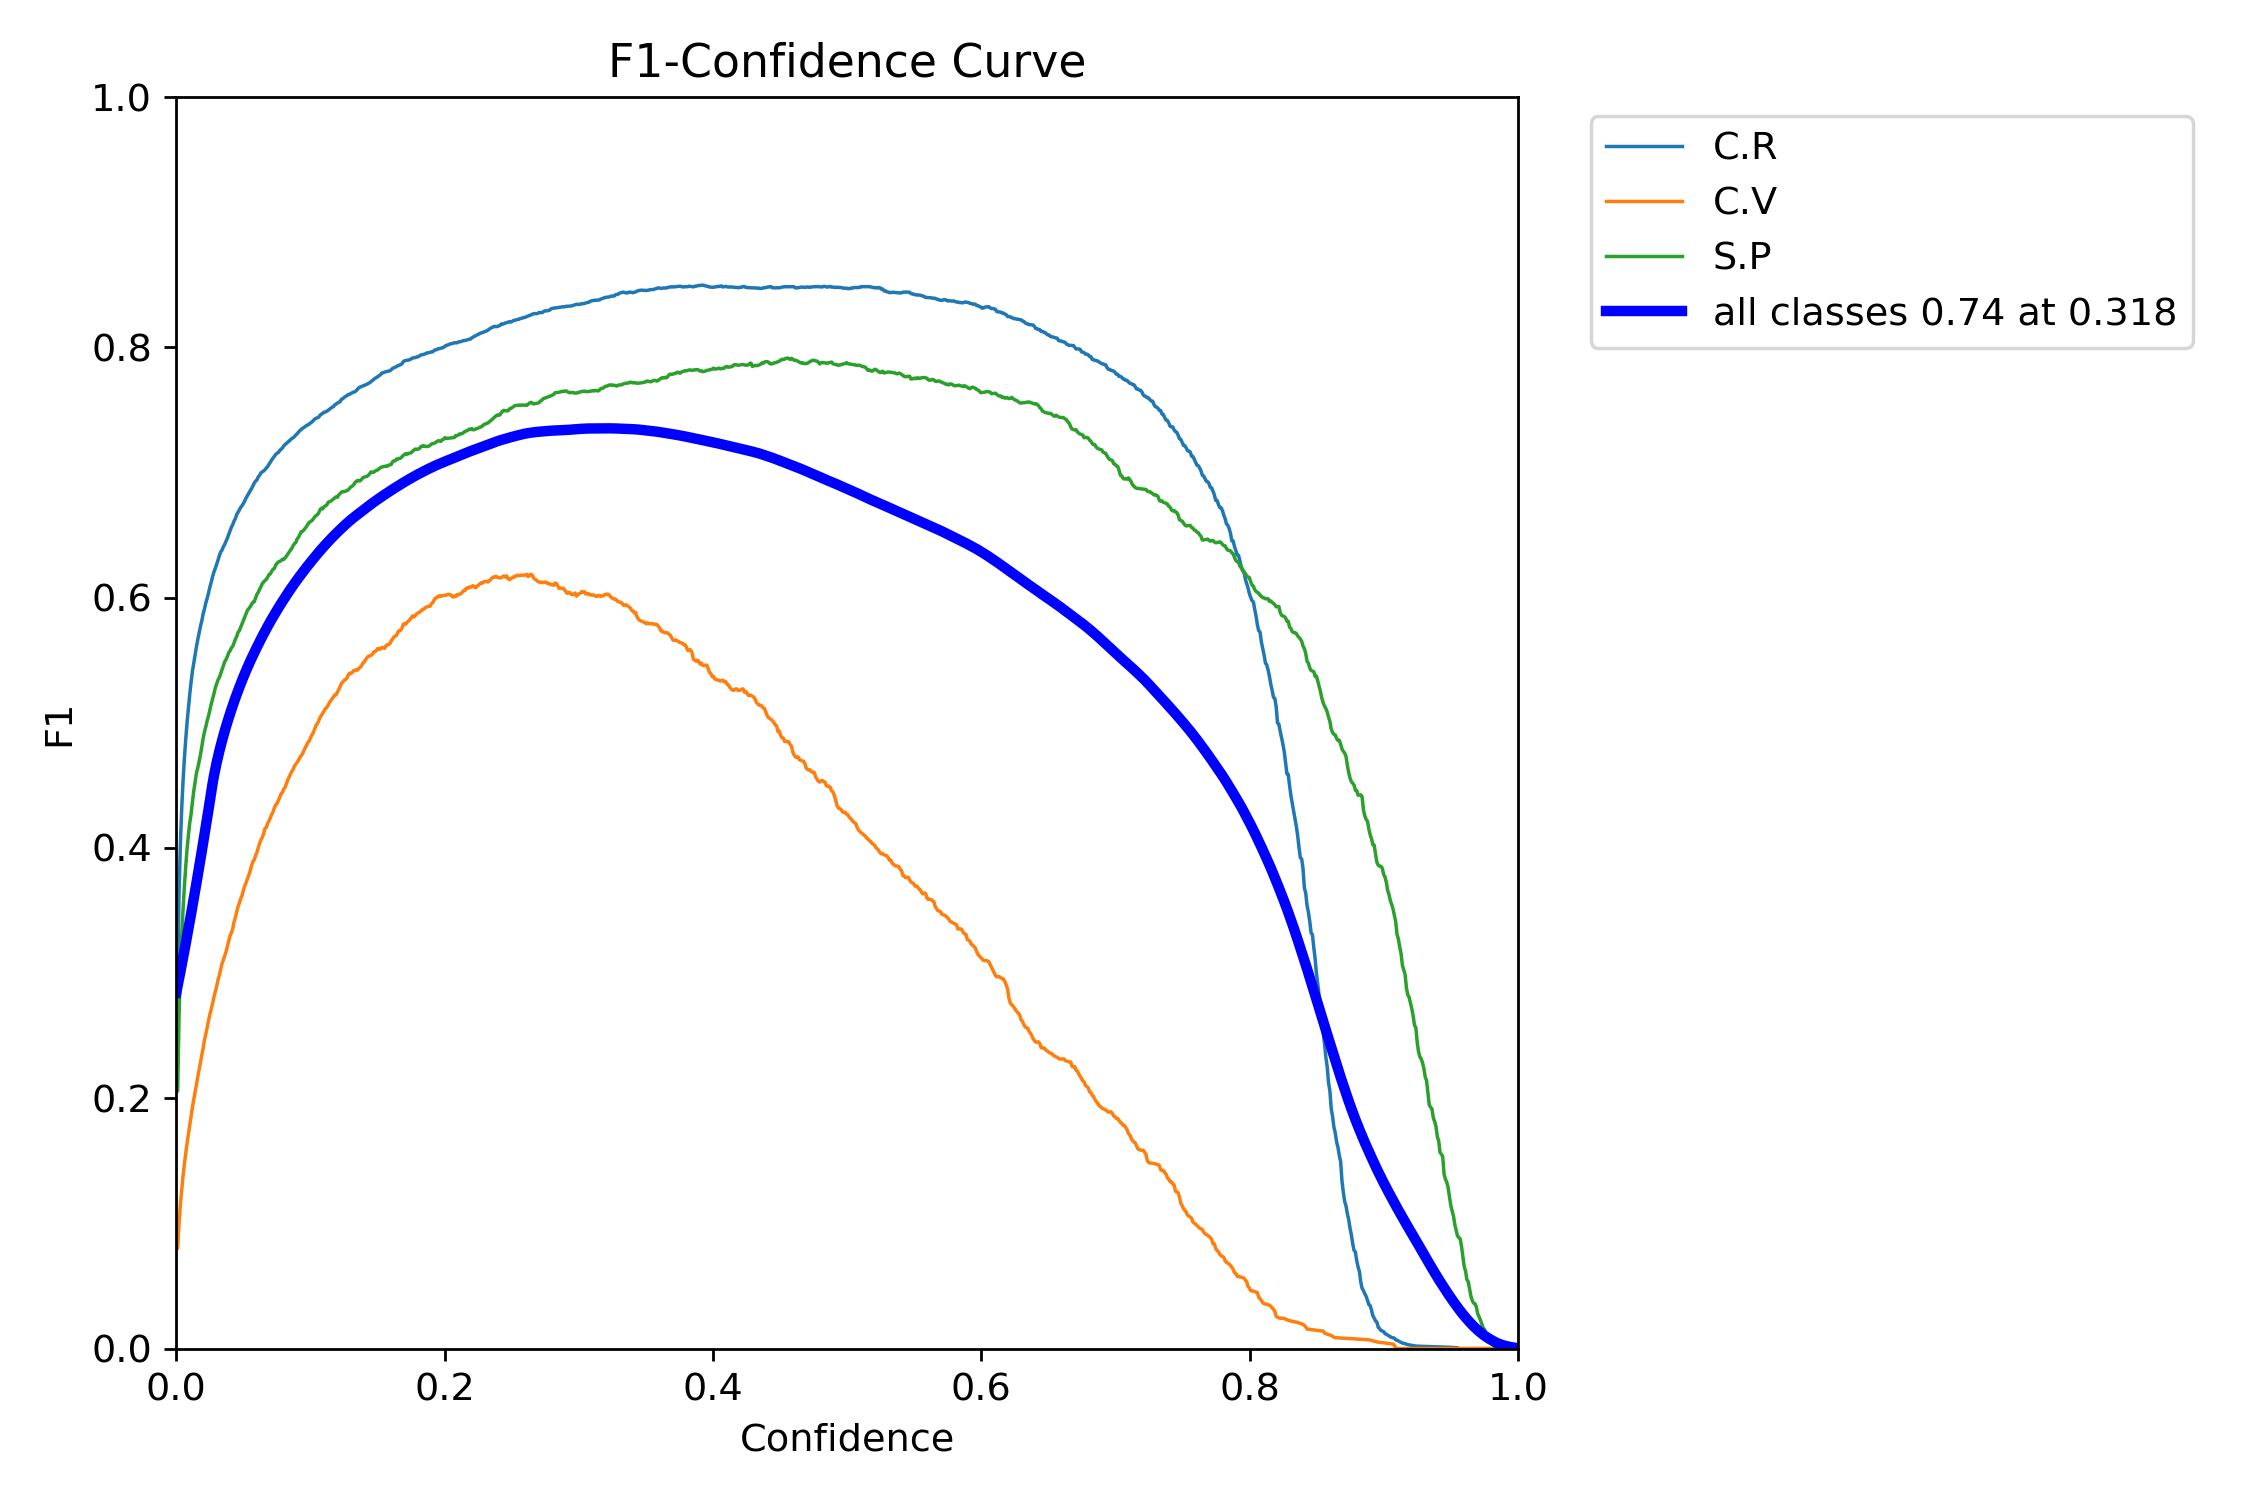 F1-Confidence Curve
1.0
0.8
0.6
0.4
0.2
0.0
F1
0.0 0.2 0.4 0.6 0.8 1.0
Confidence
C.R
C.V
S.P
all classes 0.74 at 0.318